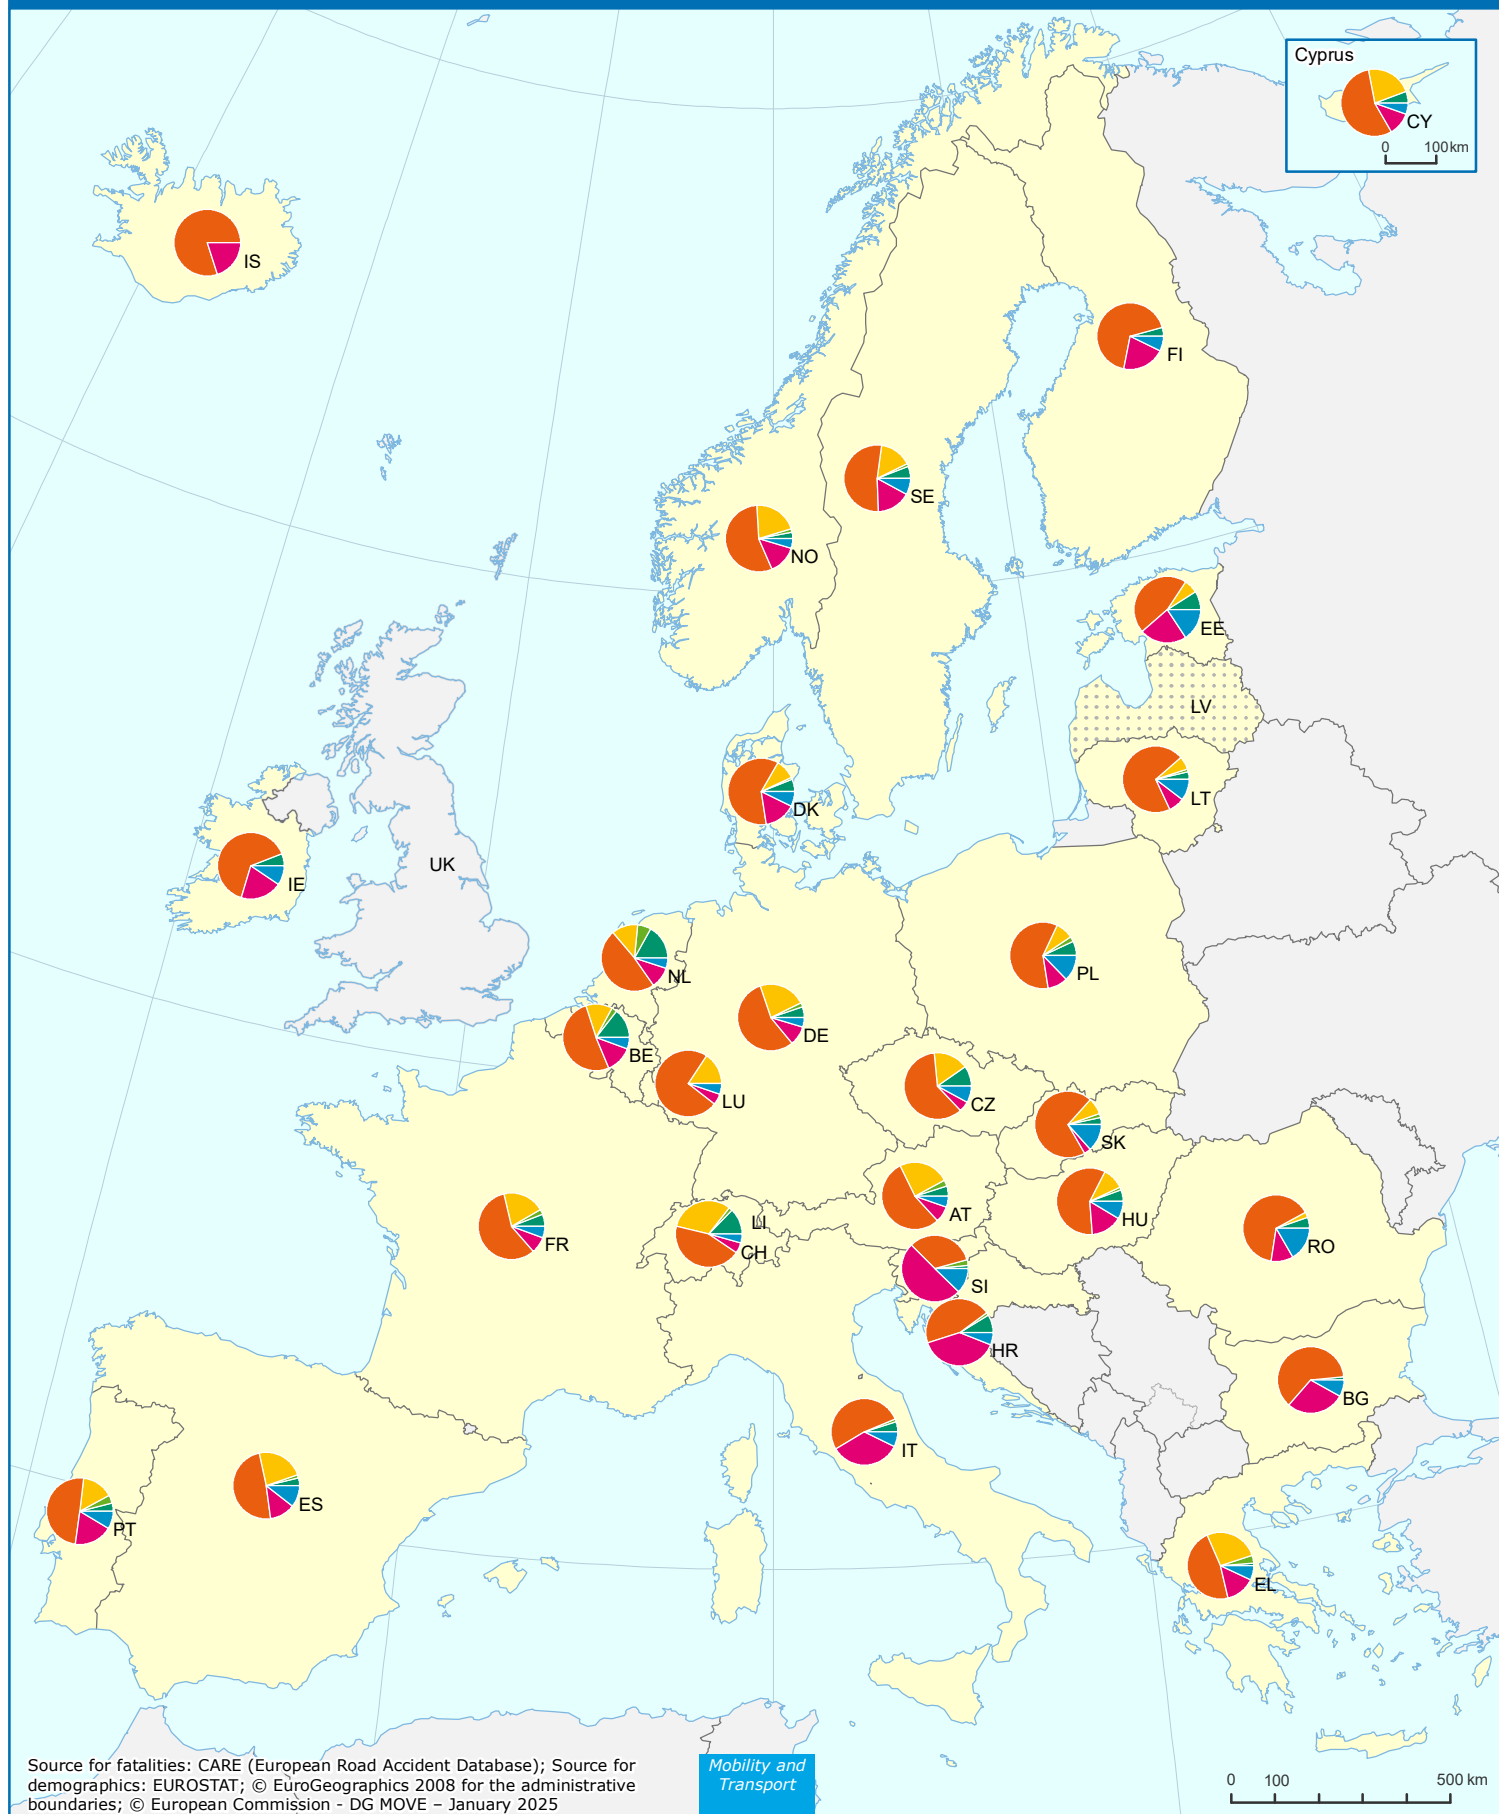 Cyprus
CY
0 100 km
IS
FI
SE
NO
EE
LV
LT
DK
IE
UK
NL
PL
BE
DE
LU
CZ
SK
AT
HU
LI
CH
FR
RO
SI
HR
BG
IT
ES
PT
EL
Source for fatalities: CARE (European Road Accident Database); Source for
demographics: EUROSTAT; © EuroGeographics 2008 for the administrative
boundaries; © European Commission - DG MOVE – January 2025
Mobility and
Transport
0 100 500 km